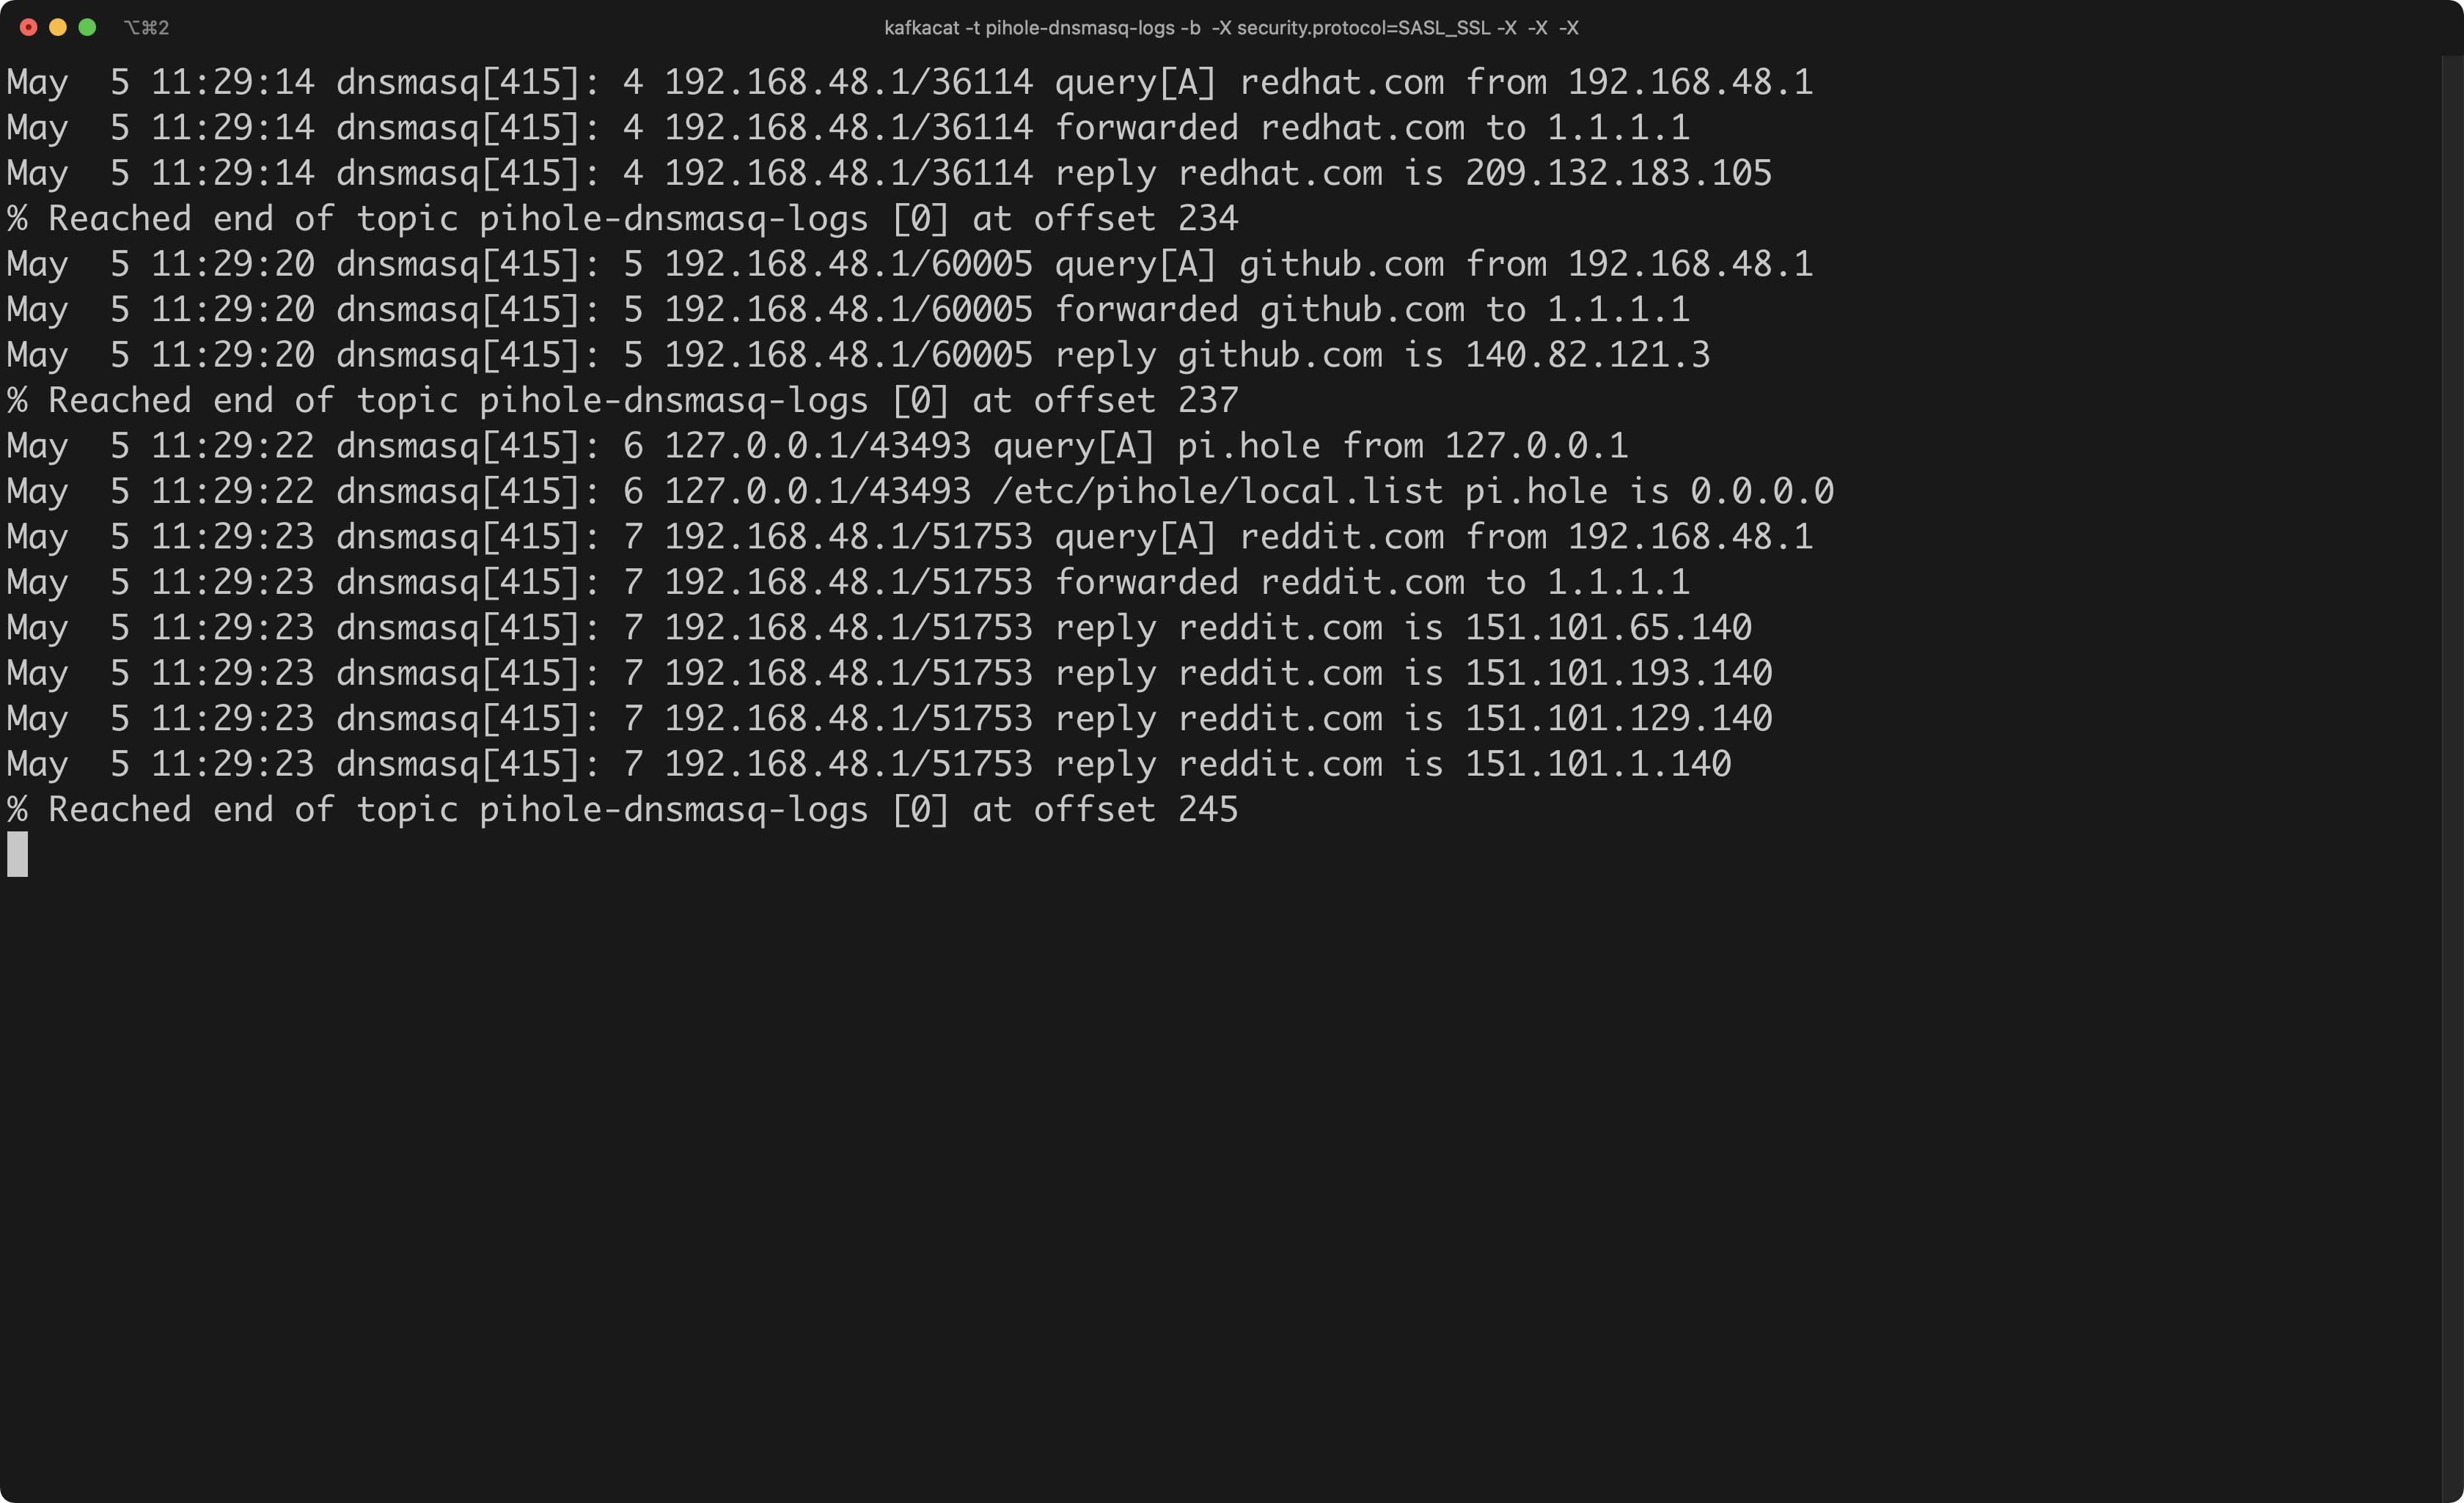 ⌥⌘2
kafkacat -t pihole-dnsmasq-logs -b  -X security.protocol=SASL_SSL -X  -X  -X
May  5 11:29:14 dnsmasq[415]: 4 192.168.48.1/36114 query[A] redhat.com from 192.168.48.1
May  5 11:29:14 dnsmasq[415]: 4 192.168.48.1/36114 forwarded redhat.com to 1.1.1.1
May  5 11:29:14 dnsmasq[415]: 4 192.168.48.1/36114 reply redhat.com is 209.132.183.105
% Reached end of topic pihole-dnsmasq-logs [0] at offset 234
May  5 11:29:20 dnsmasq[415]: 5 192.168.48.1/60005 query[A] github.com from 192.168.48.1
May  5 11:29:20 dnsmasq[415]: 5 192.168.48.1/60005 forwarded github.com to 1.1.1.1
May  5 11:29:20 dnsmasq[415]: 5 192.168.48.1/60005 reply github.com is 140.82.121.3
% Reached end of topic pihole-dnsmasq-logs [0] at offset 237
May  5 11:29:22 dnsmasq[415]: 6 127.0.0.1/43493 query[A] pi.hole from 127.0.0.1
May  5 11:29:22 dnsmasq[415]: 6 127.0.0.1/43493 /etc/pihole/local.list pi.hole is 0.0.0.0
May  5 11:29:23 dnsmasq[415]: 7 192.168.48.1/51753 query[A] reddit.com from 192.168.48.1
May  5 11:29:23 dnsmasq[415]: 7 192.168.48.1/51753 forwarded reddit.com to 1.1.1.1
May  5 11:29:23 dnsmasq[415]: 7 192.168.48.1/51753 reply reddit.com is 151.101.65.140
May  5 11:29:23 dnsmasq[415]: 7 192.168.48.1/51753 reply reddit.com is 151.101.193.140
May  5 11:29:23 dnsmasq[415]: 7 192.168.48.1/51753 reply reddit.com is 151.101.129.140
May  5 11:29:23 dnsmasq[415]: 7 192.168.48.1/51753 reply reddit.com is 151.101.1.140
% Reached end of topic pihole-dnsmasq-logs [0] at offset 245